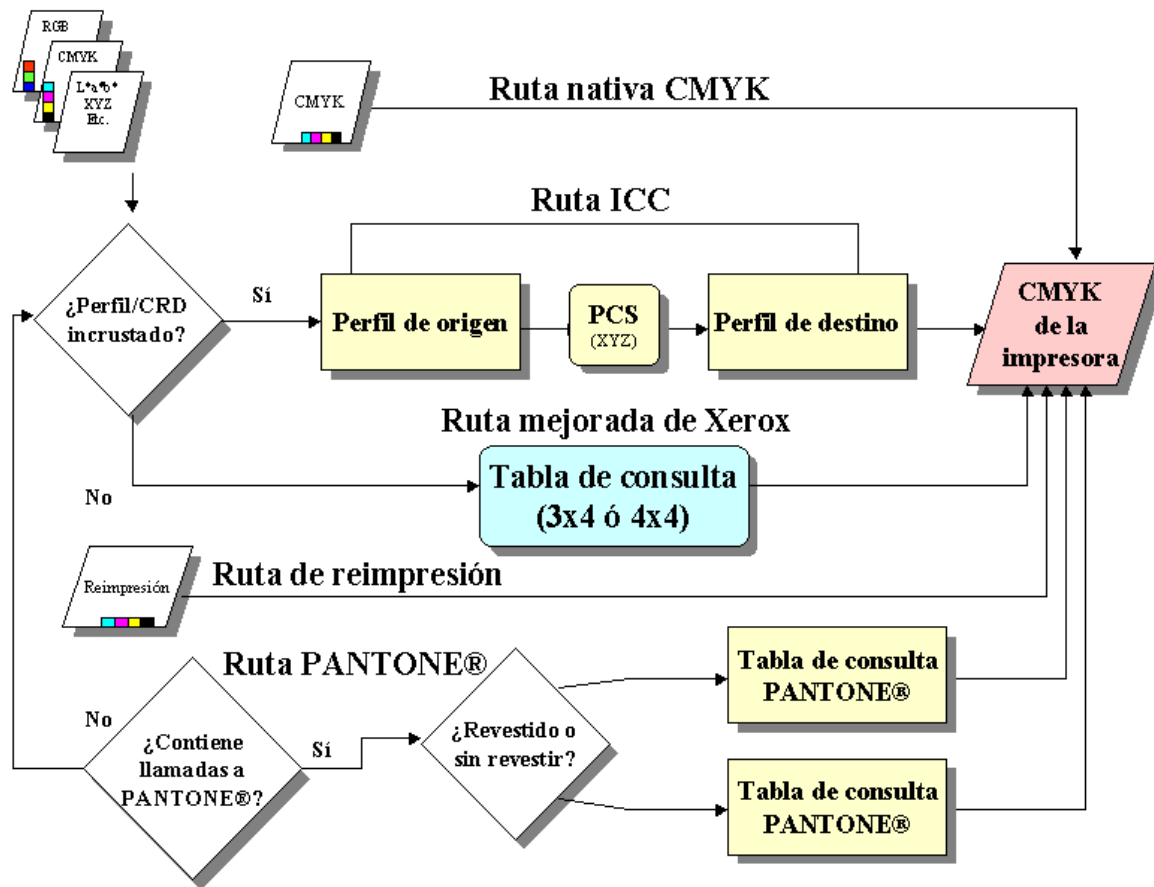 RGB
CMYK
L*a*b*
XYZ
Etc.
CMYK
Ruta nativa CMYK
Ruta ICC
¿Perfil/CRD
incrustado?
Sí
Perfil de origen
PCS
(XYZ)
Perfil de destino
CMYK
de la
impresora
Ruta mejorada de Xerox
Tabla de consulta
(3x4 ó 4x4)
No
Reimpresión
Ruta de reimpresión
Ruta PANTONE®
No
¿Contiene
llamadas a
PANTONE®?
Sí
¿Revestido o
sin revestir?
Tabla de consulta
PANTONE®
Tabla de consulta
PANTONE®